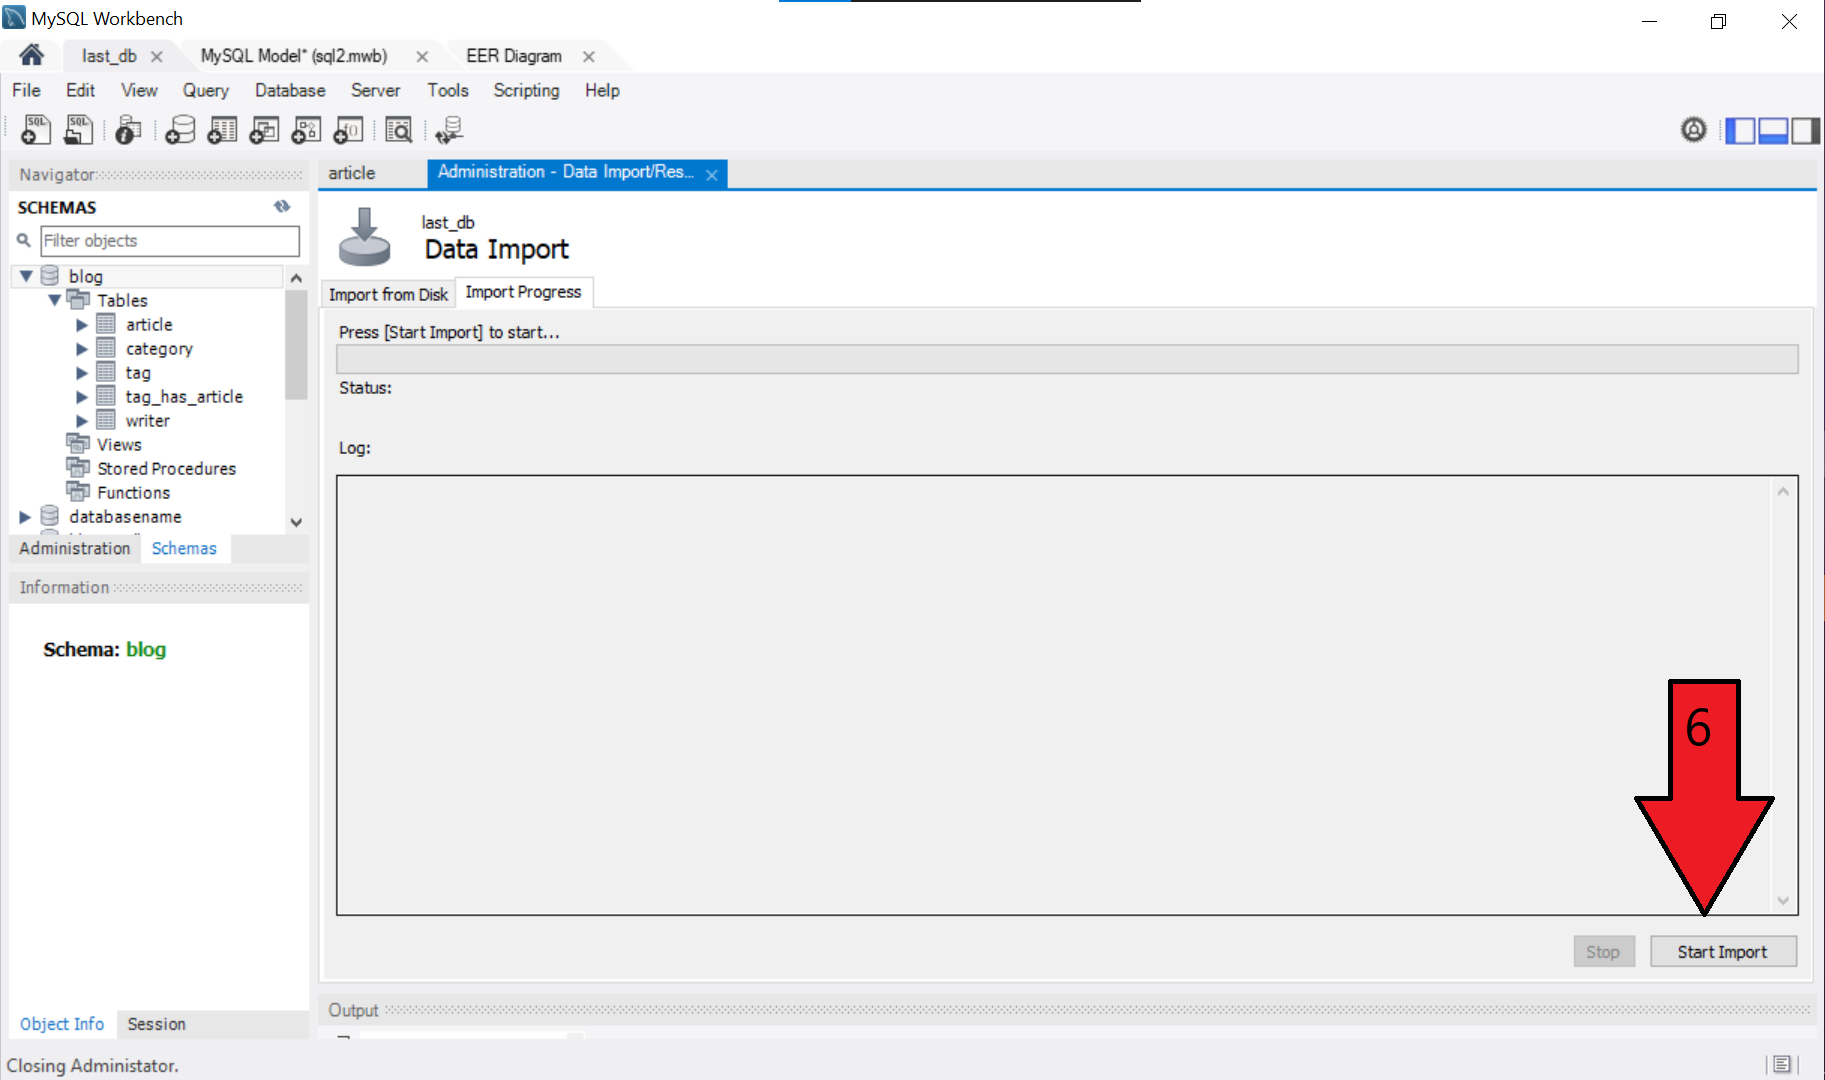 MySQL Workbench
last_db
MySQL Model* (sql2.mwb)
EER Diagram
File Edit View Query Database Server Tools Scripting Help
SQL SQL
Navigator
SCHEMAS
Filter objects
blog
Tables
article
category
tag
tag_has_article
writer
Views
Stored Procedures
Functions
databasename
Administration Schemas
Information
Schema: blog
Object Info Session
article
Administration - Data Import/Res...
last_db
Data Import
Import from Disk Import Progress
Press [Start Import] to start...
Status:
Log:
6
Stop Start Import
Output
Closing Administator.